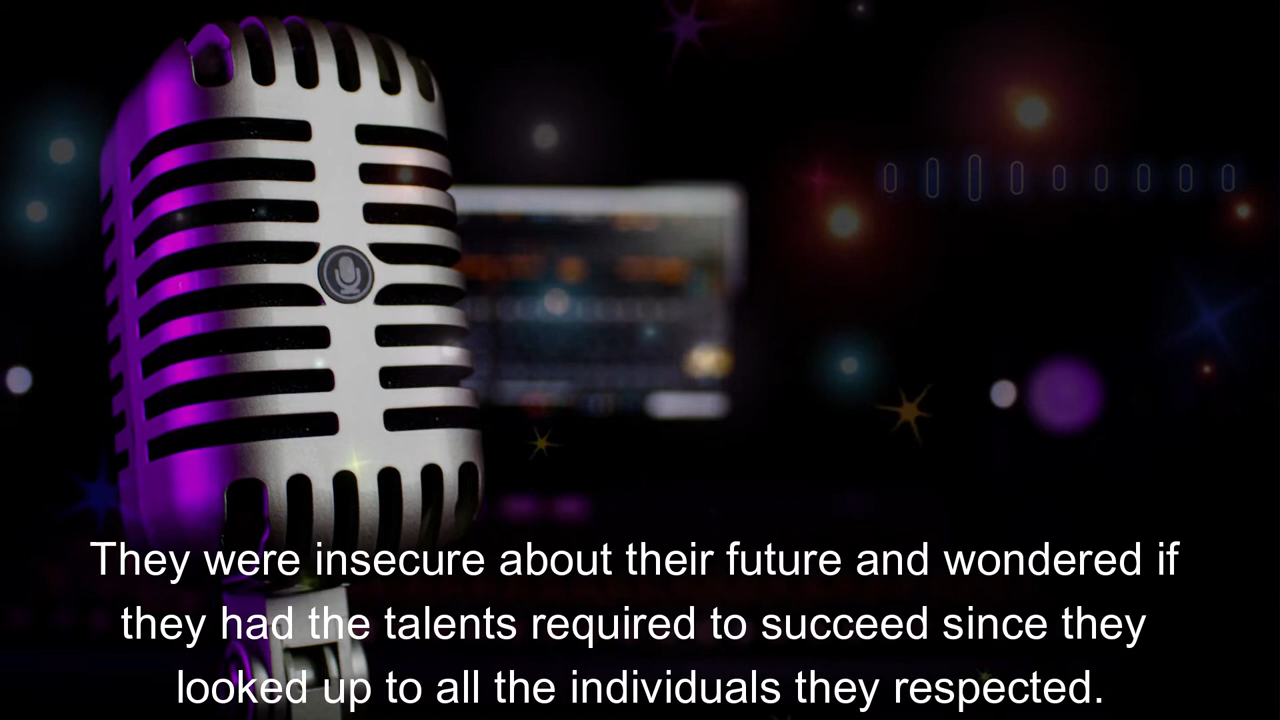 They were insecure about their future and wondered if
they had the talents required to succeed since they
looked up to all the individuals they respected.